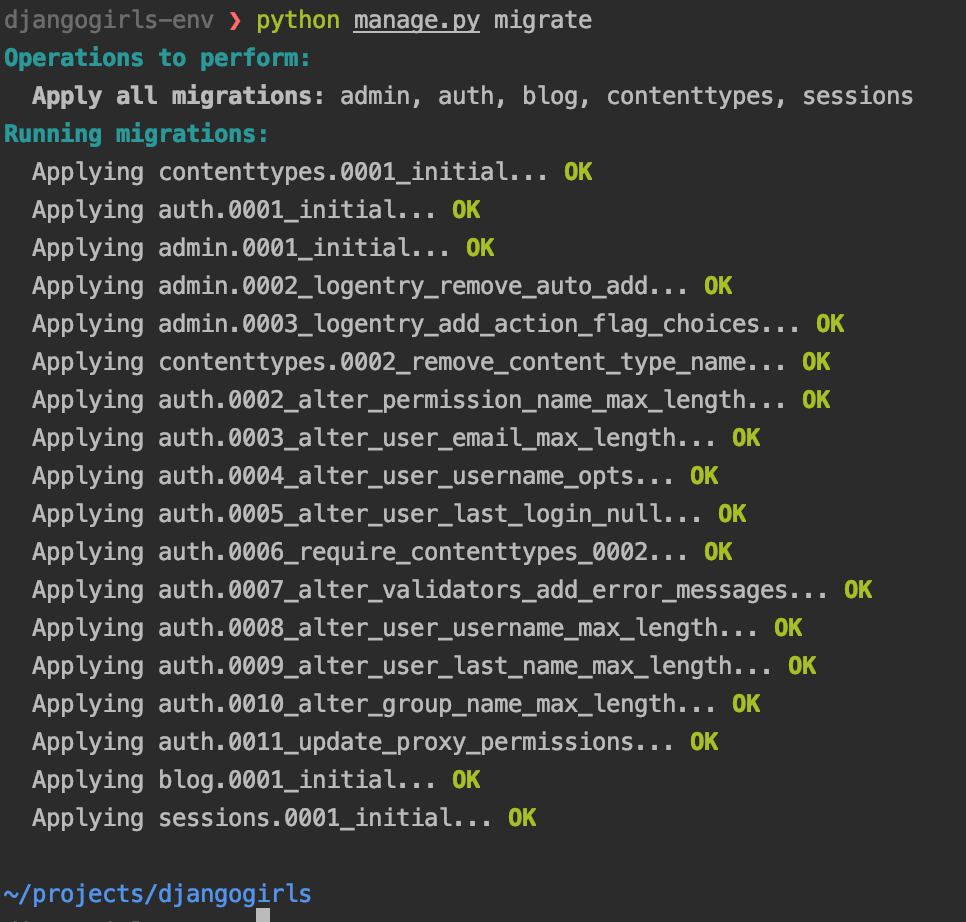 djangogirls-env ❯ python manage.py migrate
Operations to perform:
  Apply all migrations: admin, auth, blog, contenttypes, sessions
Running migrations:
  Applying contenttypes.0001_initial... OK
  Applying auth.0001_initial... OK
  Applying admin.0001_initial... OK
  Applying admin.0002_logentry_remove_auto_add... OK
  Applying admin.0003_logentry_add_action_flag_choices... OK
  Applying contenttypes.0002_remove_content_type_name... OK
  Applying auth.0002_alter_permission_name_max_length... OK
  Applying auth.0003_alter_user_email_max_length... OK
  Applying auth.0004_alter_user_username_opts... OK
  Applying auth.0005_alter_user_last_login_null... OK
  Applying auth.0006_require_contenttypes_0002... OK
  Applying auth.0007_alter_validators_add_error_messages... OK
  Applying auth.0008_alter_user_username_max_length... OK
  Applying auth.0009_alter_user_last_name_max_length... OK
  Applying auth.0010_alter_group_name_max_length... OK
  Applying auth.0011_update_proxy_permissions... OK
  Applying blog.0001_initial... OK
  Applying sessions.0001_initial... OK
~/projects/djangogirls